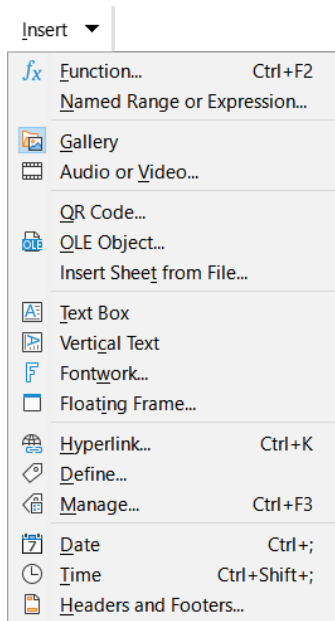 Insert
Function... Ctrl+F2
Named Range or Expression...
Gallery
Audio or Video...
QR Code...
OLE OLE Object...
Insert Sheet from File...
A Text Box
A Vertical Text
F Fontwork...
Floating Frame...
Hyperlink... Ctrl+K
Define...
Manage... Ctrl+F3
7 Date Ctrl+;
Time Ctrl+Shift+;
Headers and Footers...